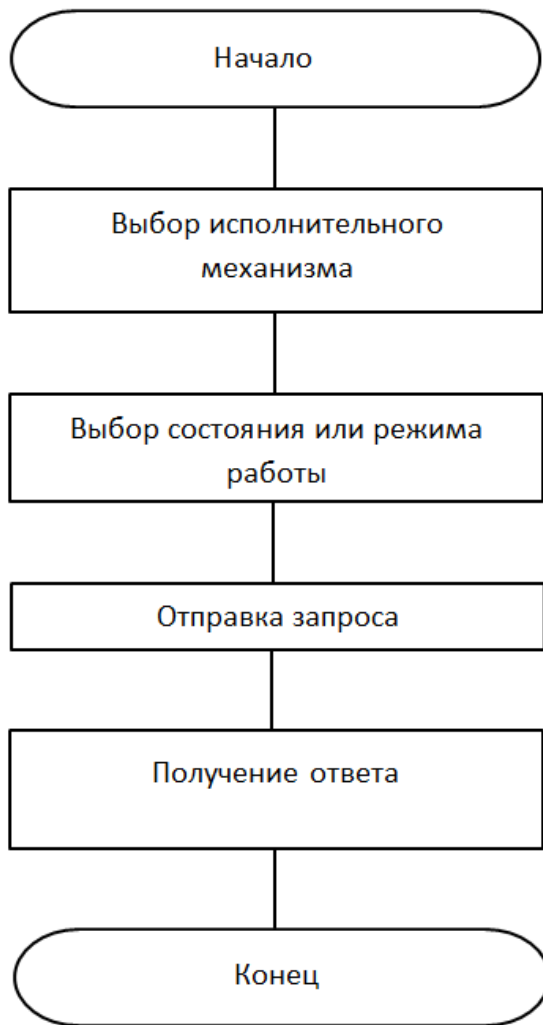 Начало
Выбор исполнительного
механизма
Выбор состояния или режима
работы
Отправка запроса
Получение ответа
Конец